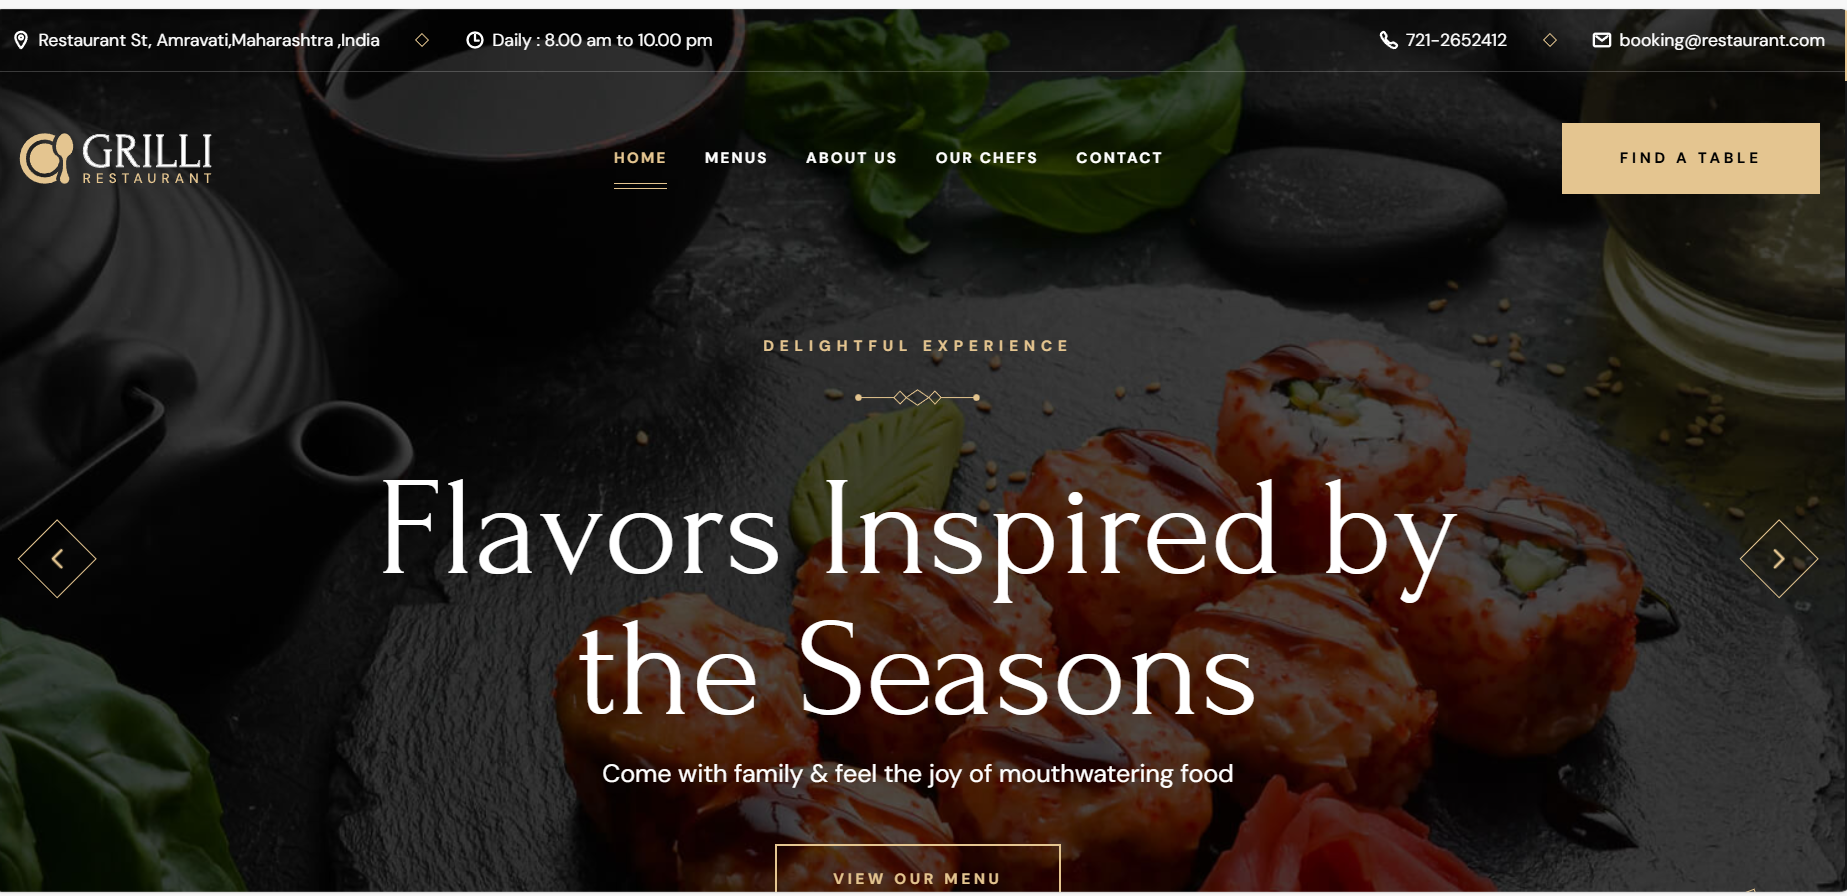 Restaurant St, Amravati,Maharashtra ,India
Daily : 8.00 am to 10.00 pm
721-2652412
booking@restaurant.com
GRILLI
RESTAURANT
HOME
MENUS
ABOUT US
OUR CHEFS
CONTACT
FIND A TABLE
DELIGHTFUL EXPERIENCE
Flavors Inspired by
the Seasons
Come with family & feel the joy of mouthwatering food
VIEW OUR MENU